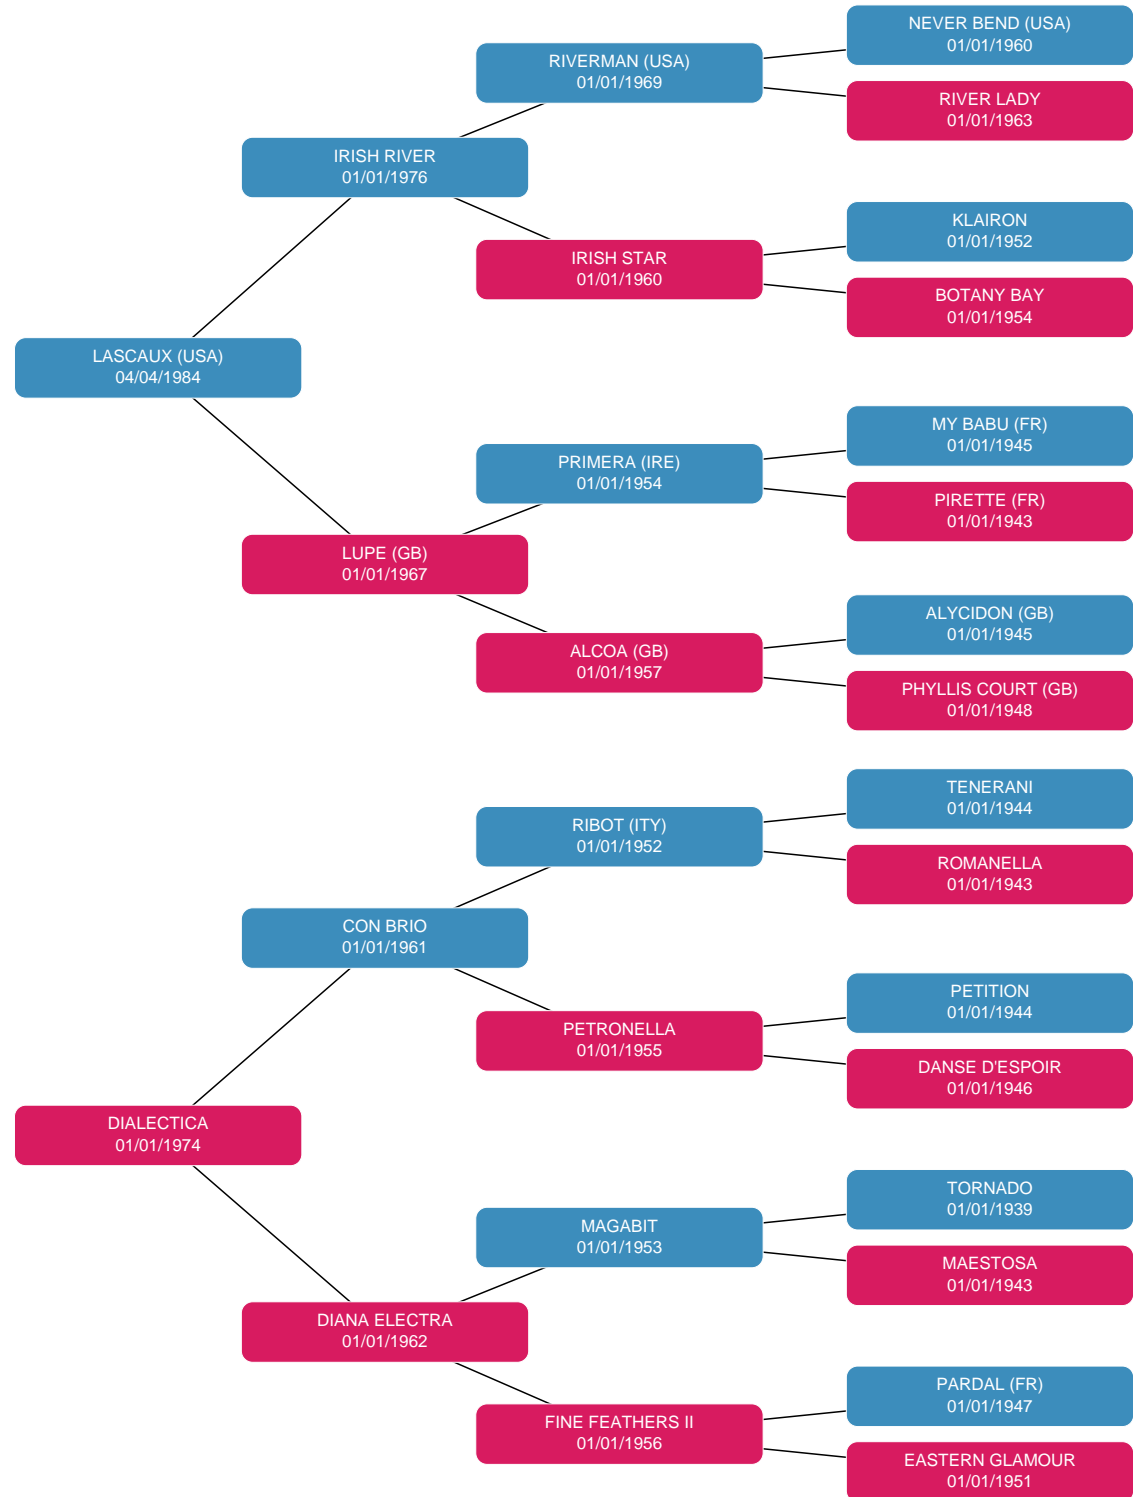 NEVER BEND (USA)
01/01/1960
RIVERMAN (USA)
01/01/1969
RIVER LADY
01/01/1963
IRISH RIVER
01/01/1976
KLAIRON
01/01/1952
IRISH STAR
01/01/1960
BOTANY BAY
01/01/1954
LASCAUX (USA)
04/04/1984
MY BABU (FR)
01/01/1945
PRIMERA (IRE)
01/01/1954
PIRETTE (FR)
01/01/1943
LUPE (GB)
01/01/1967
ALYCIDON (GB)
01/01/1945
ALCOA (GB)
01/01/1957
PHYLLIS COURT (GB)
01/01/1948
TENERANI
01/01/1944
RIBOT (ITY)
01/01/1952
ROMANELLA
01/01/1943
CON BRIO
01/01/1961
PETITION
01/01/1944
PETRONELLA
01/01/1955
DANSE D'ESPOIR
01/01/1946
DIALECTICA
01/01/1974
TORNADO
01/01/1939
MAGABIT
01/01/1953
MAESTOSA
01/01/1943
DIANA ELECTRA
01/01/1962
PARDAL (FR)
01/01/1947
FINE FEATHERS II
01/01/1956
EASTERN GLAMOUR
01/01/1951